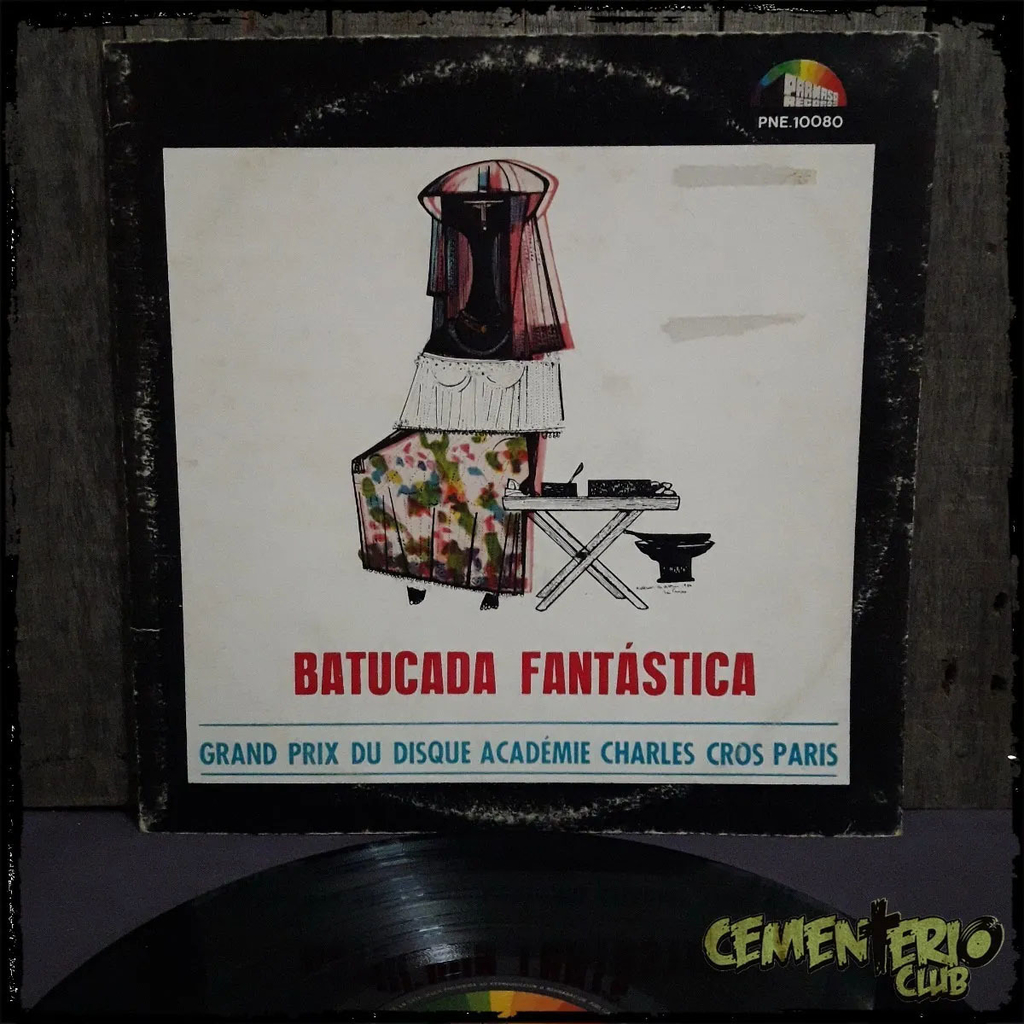 PARNASO
RECORDS
PNE.10080
BATUCADA FANTÁSTICA
GRAND PRIX DU DISQUE ACADÉMIE CHARLES CROS PARIS
CEMENTERIO
CLUB